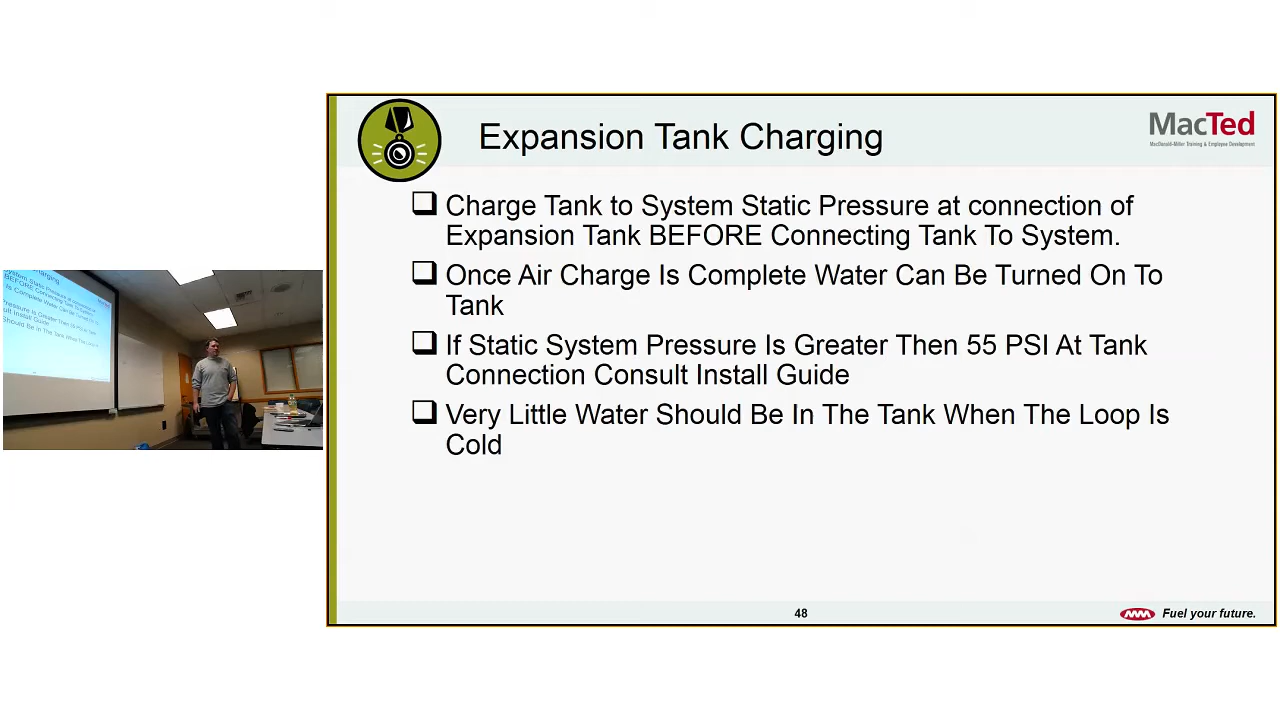 Expansion Tank Charging
MacTed
MacDonald-Miller Training & Employee Development
❑ Charge Tank to System Static Pressure at connection of
Expansion Tank BEFORE Connecting Tank To System.
❑ Once Air Charge Is Complete Water Can Be Turned On To
Tank
❑ If Static System Pressure Is Greater Then 55 PSI At Tank
Connection Consult Install Guide
❑ Very Little Water Should Be In The Tank When The Loop Is
Cold
48
Fuel your future.